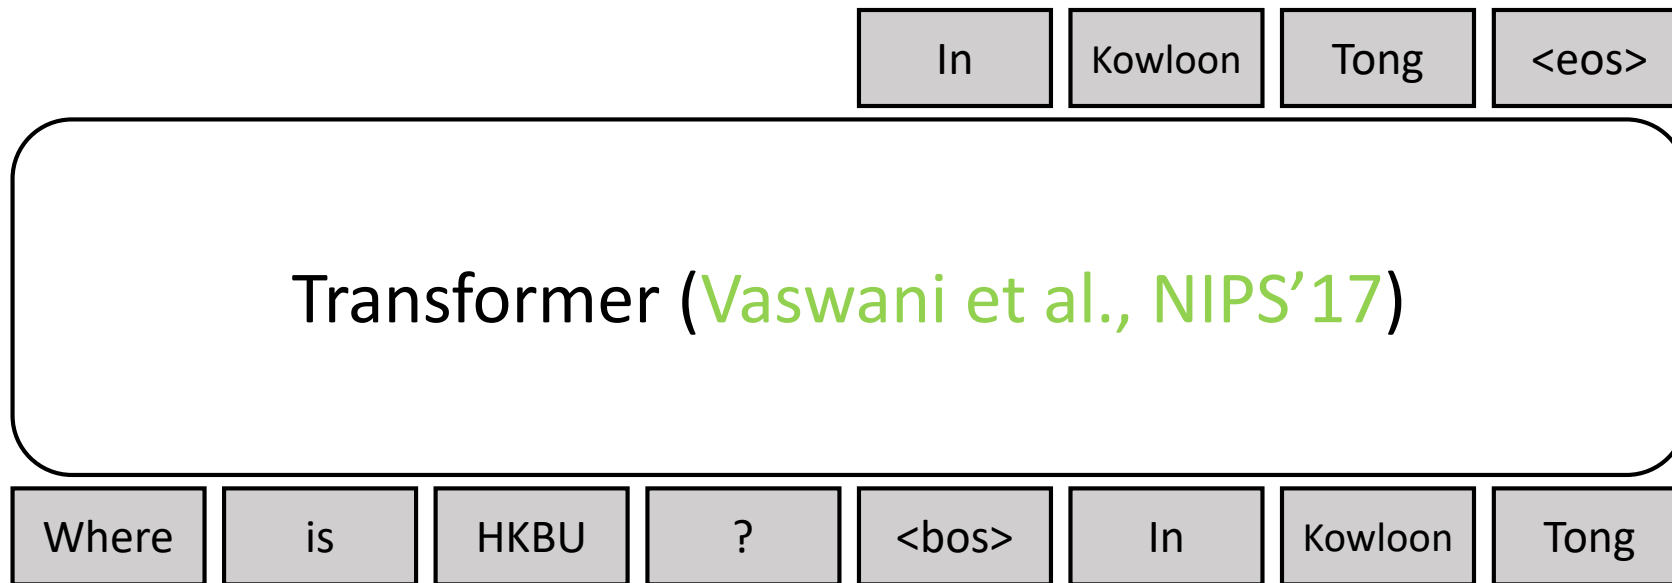 In Kowloon Tong <eos>
Transformer (Vaswani et al., NIPS’17)
Where is HKBU ? <bos> In Kowloon Tong